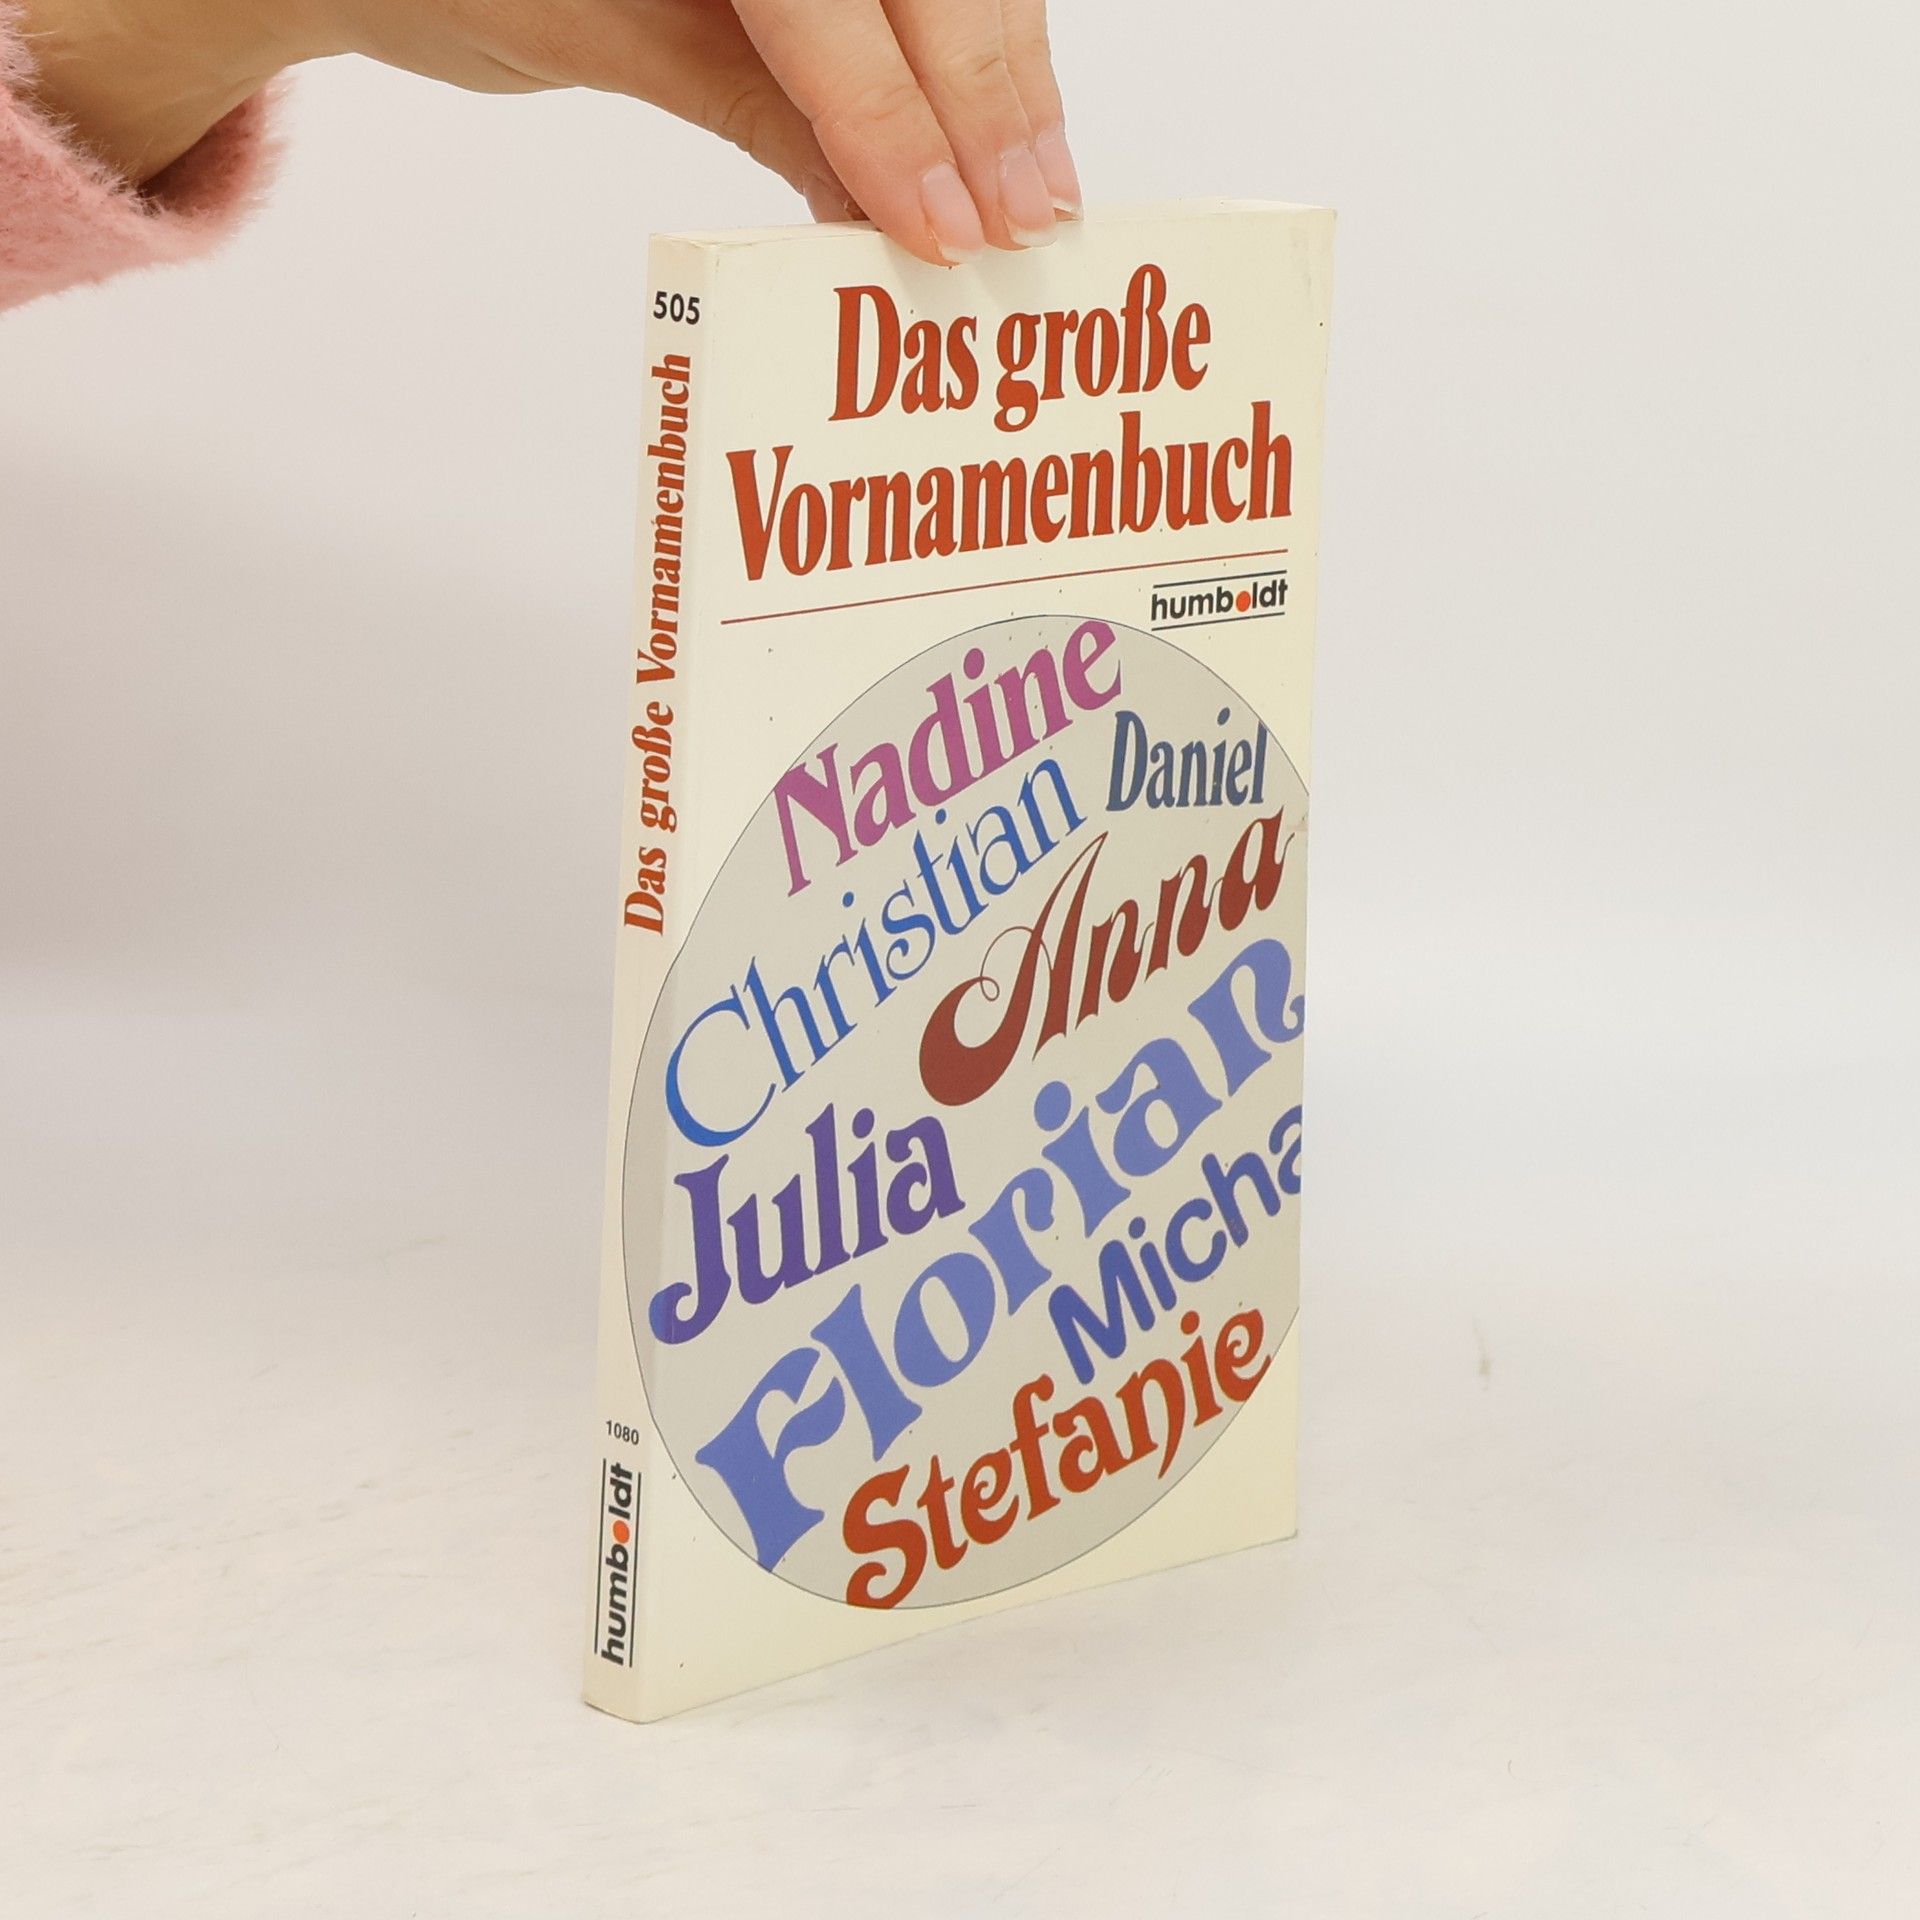 505
Das große Vornamenbuch
1080
humboldt
Das große
Vornamenbuch
humboldt
Nadine
Daniel
Christian
Anna
Julia
Florian
Micha
Stefanie